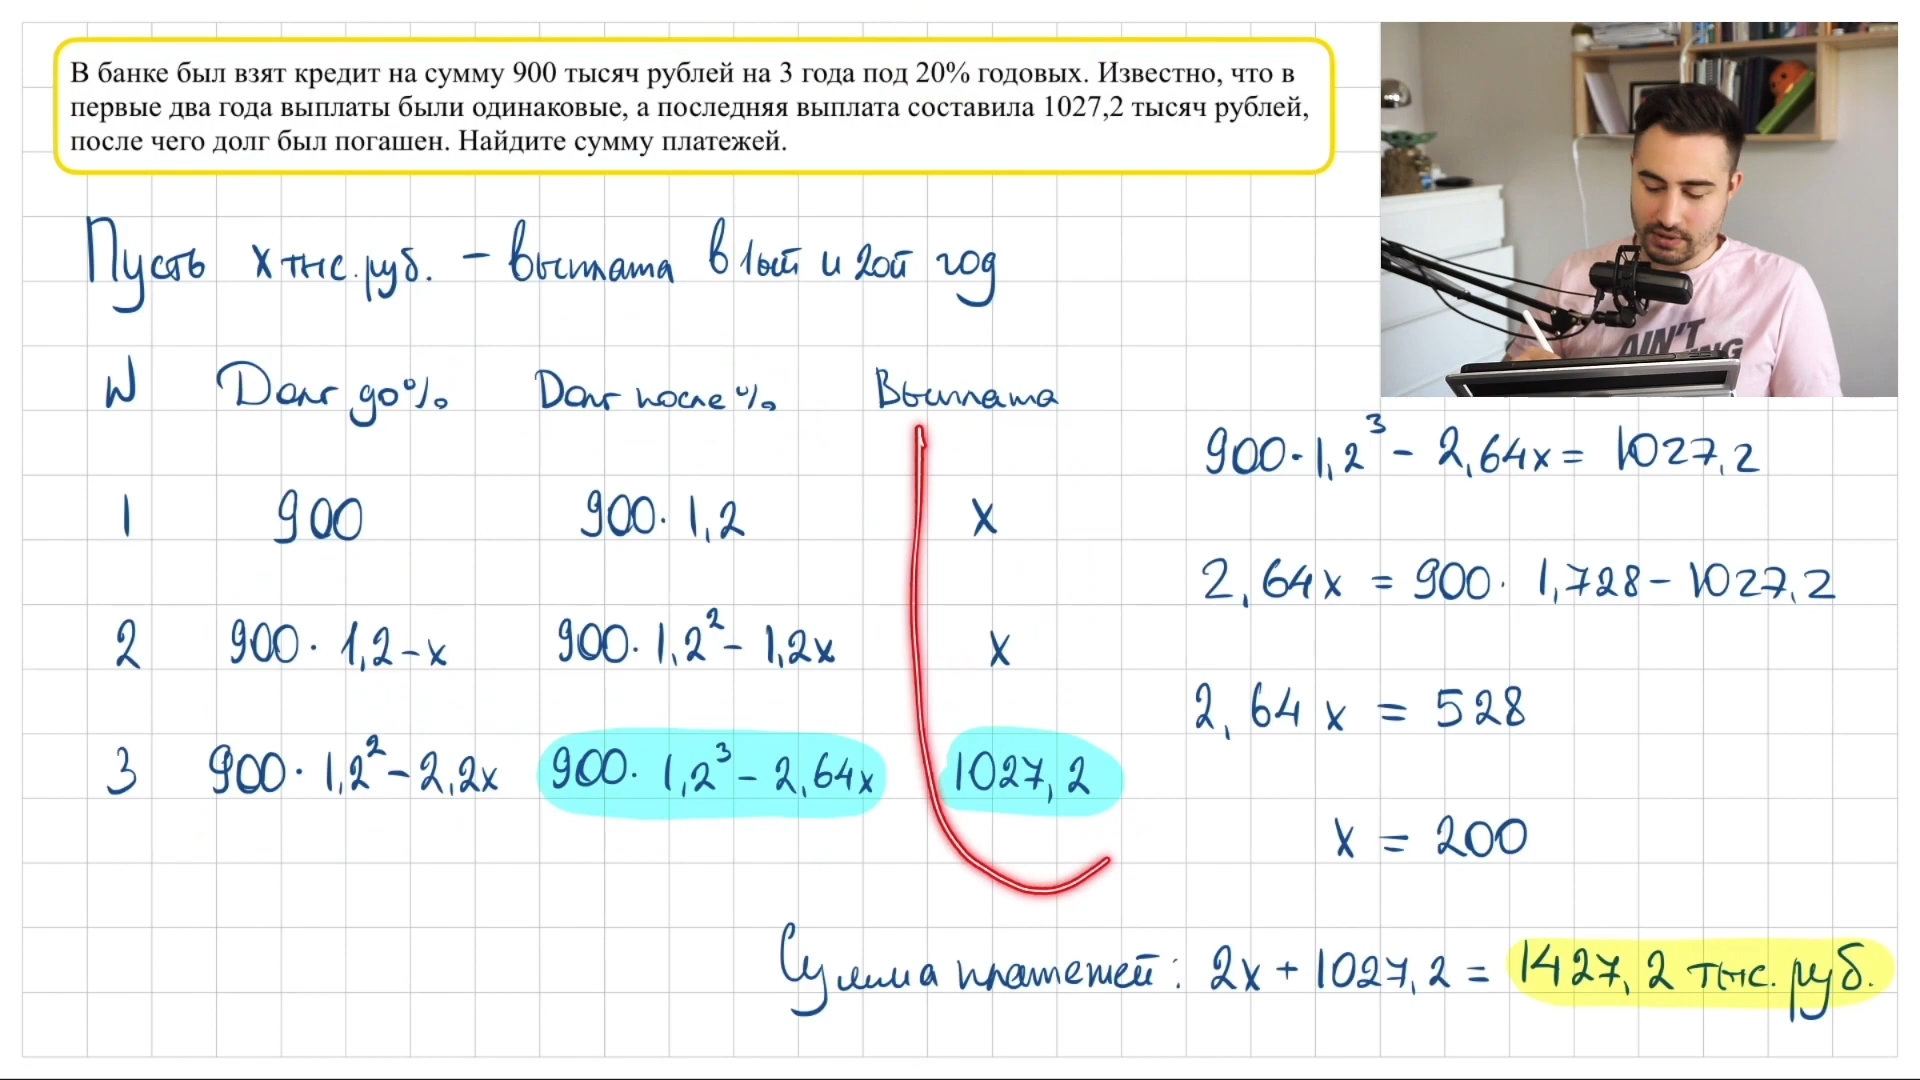 В банке был взят кредит на сумму 900 тысяч рублей на 3 года под 20% годовых. Известно, что в
первые два года выплаты были одинаковые, а последняя выплата составила 1027,2 тысяч рублей,
после чего долг был погашен. Найдите сумму платежей.
Пусть x тыс. руб. – выплата в 1ый и 2ой год
N Долг до % Долг после % Выплата
1 900 900·1,2 x
2 900·1,2-x 900·1,2²-1,2x x
3 900·1,2²-2,2x 900·1,2³-2,64x 1027,2
900·1,2³-2,64x=1027,2
2,64x=900·1,728-1027,2
2,64x=528
x=200
Сумма платежей: 2x+1027,2=1427,2 тыс. руб.
AIN'T